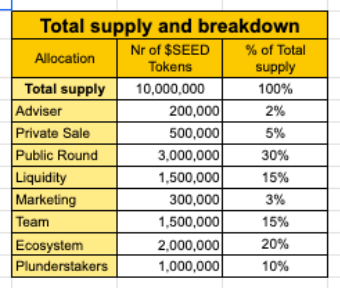 Total supply and breakdown
Allocation Nr of $SEED Tokens % of Total supply
Total supply 10,000,000 100%
Adviser 200,000 2%
Private Sale 500,000 5%
Public Round 3,000,000 30%
Liquidity 1,500,000 15%
Marketing 300,000 3%
Team 1,500,000 15%
Ecosystem 2,000,000 20%
Plunderstakers 1,000,000 10%